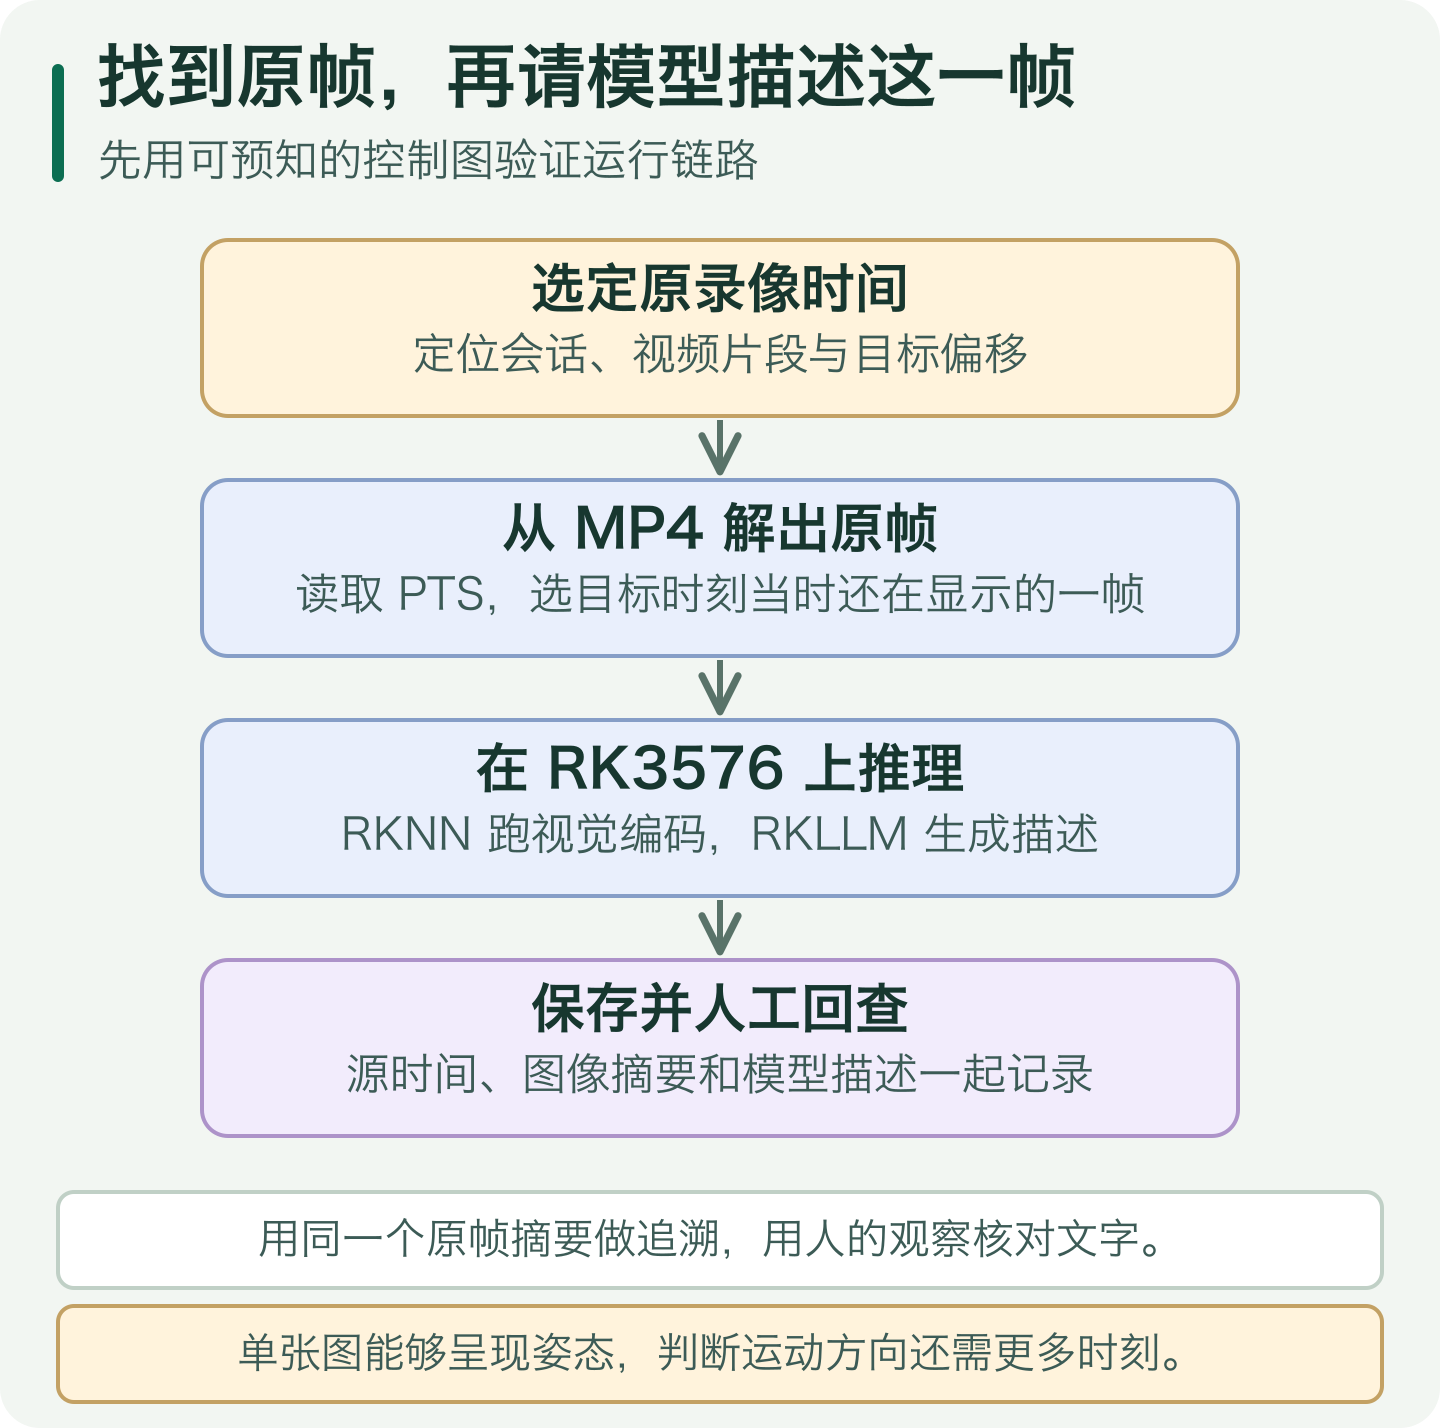 找到原帧，再请模型描述这一帧
先用可预知的控制图验证运行链路
选定原录像时间
定位会话、视频片段与目标偏移
从 MP4 解出原帧
读取 PTS，选目标时刻当时还在显示的一帧
在 RK3576 上推理
RKNN 跑视觉编码，RKLLM 生成描述
保存并人工回查
源时间、图像摘要和模型描述一起记录
用同一个原帧摘要做追溯，用人的观察核对文字。
单张图能够呈现姿态，判断运动方向还需更多时刻。